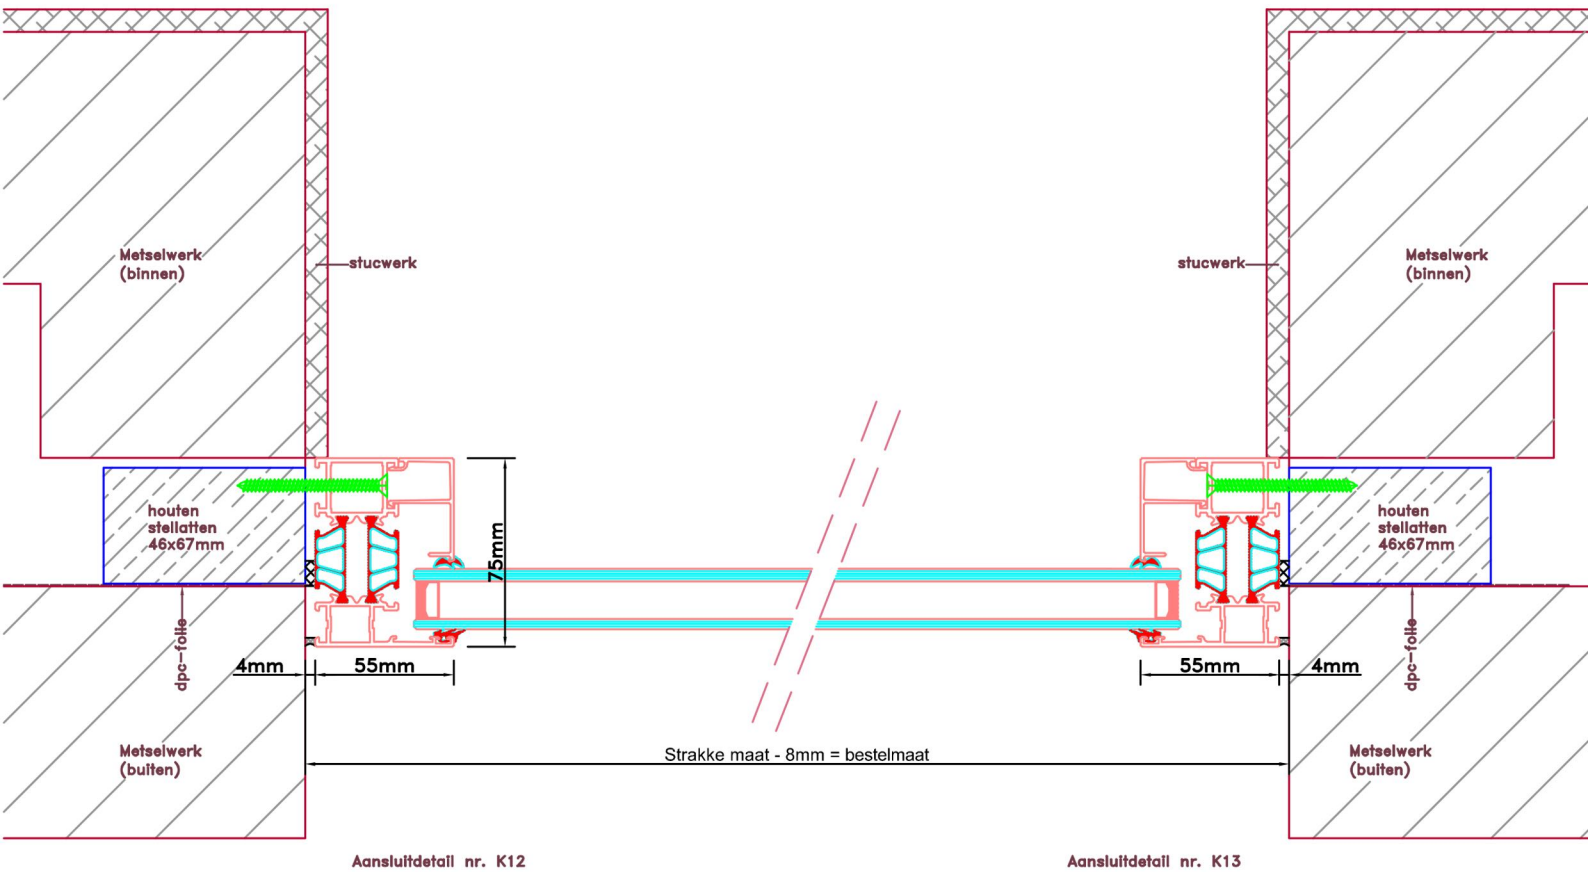 Metselwerk
(binnen)
stucwerk
stucwerk
Metselwerk
(binnen)
houten
stellatten
46x67mm
75mm
houten
stellatten
46x67mm
dpc-folie
4mm
55mm
55mm
4mm
dpc-folie
Metselwerk
(buiten)
Strakke maat - 8mm = bestelmaat
Metselwerk
(buiten)
Aansluitdetail nr. K12
Aansluitdetail nr. K13